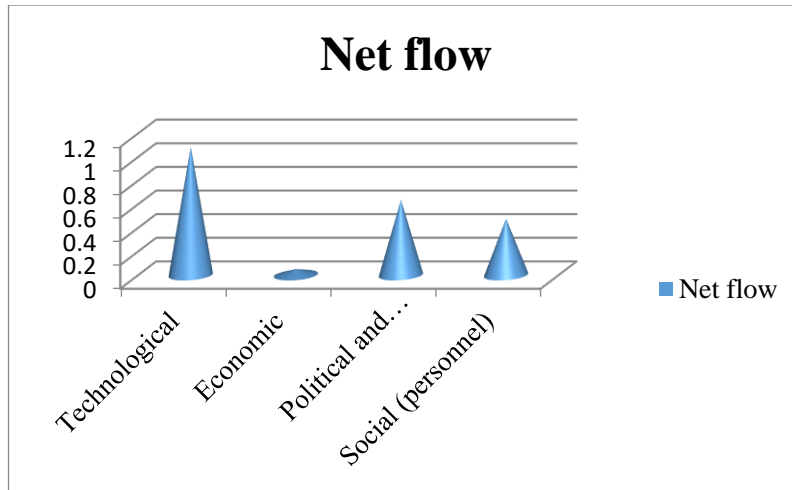 Net flow
1.2
1
0.8
0.6
0.4
0.2
0
Technological
Economic
Political and…
Social (personnel)
Net flow